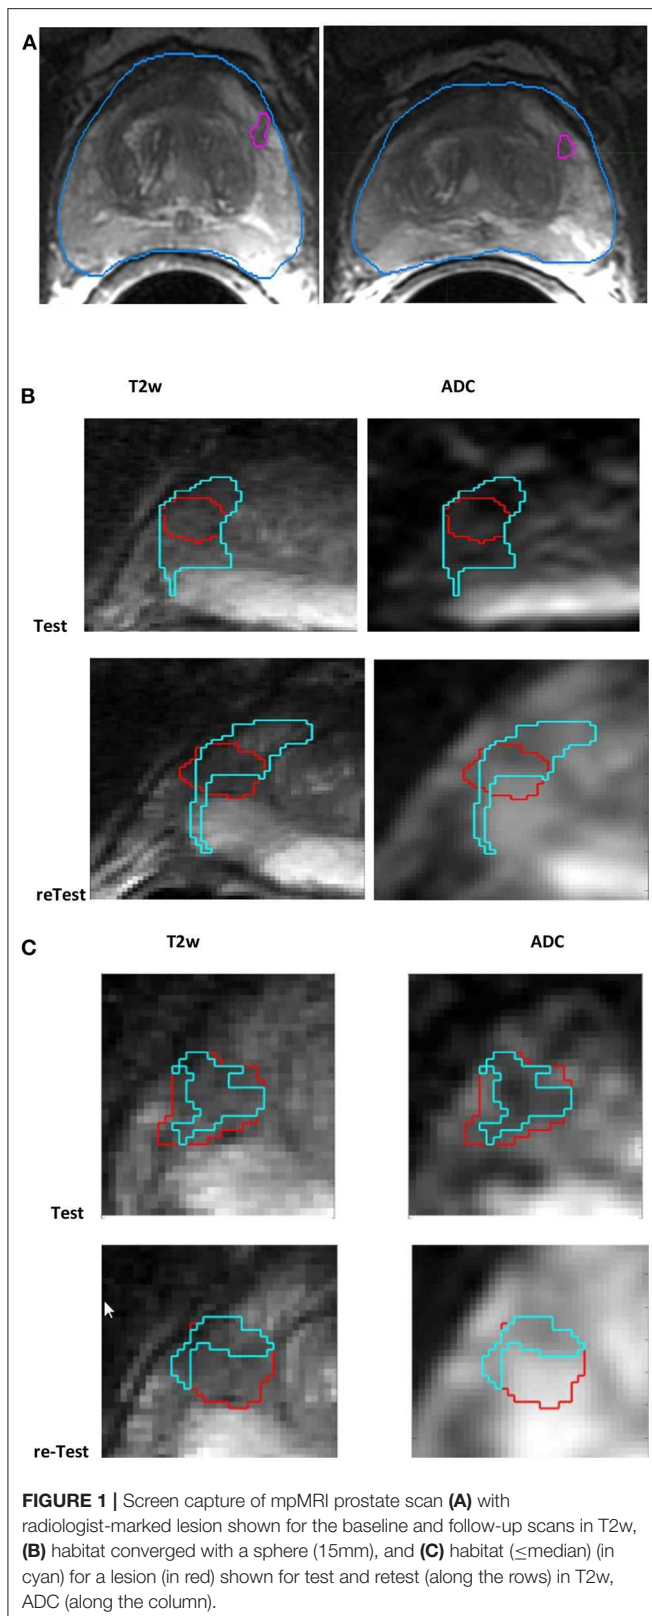 A
B
T2w ADC
Test
reTest
C
T2w ADC
Test
re-Test
FIGURE 1 | Screen capture of mpMRI prostate scan (A) with
radiologist-marked lesion shown for the baseline and follow-up scans in T2w,
(B) habitat converged with a sphere (15mm), and (C) habitat (≤median) (in
cyan) for a lesion (in red) shown for test and retest (along the rows) in T2w,
ADC (along the column).